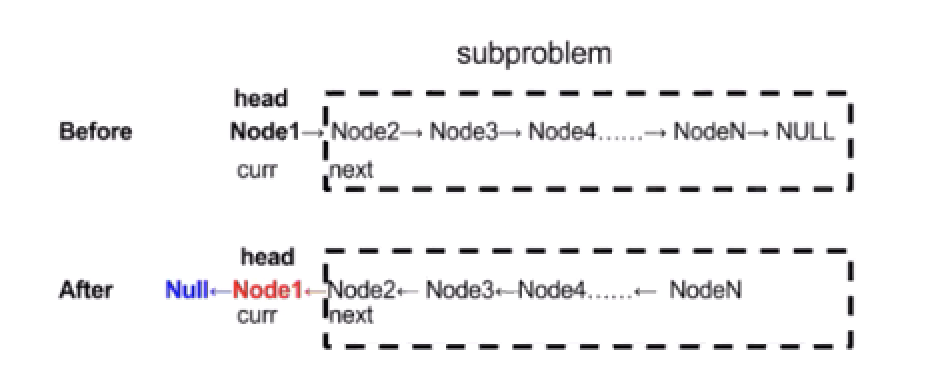 subproblem
head
Before Node1→ Node2→ Node3→ Node4......→ NodeN→ NULL
curr next
head
After Null←Node1←Node2← Node3←Node4......← NodeN
curr next